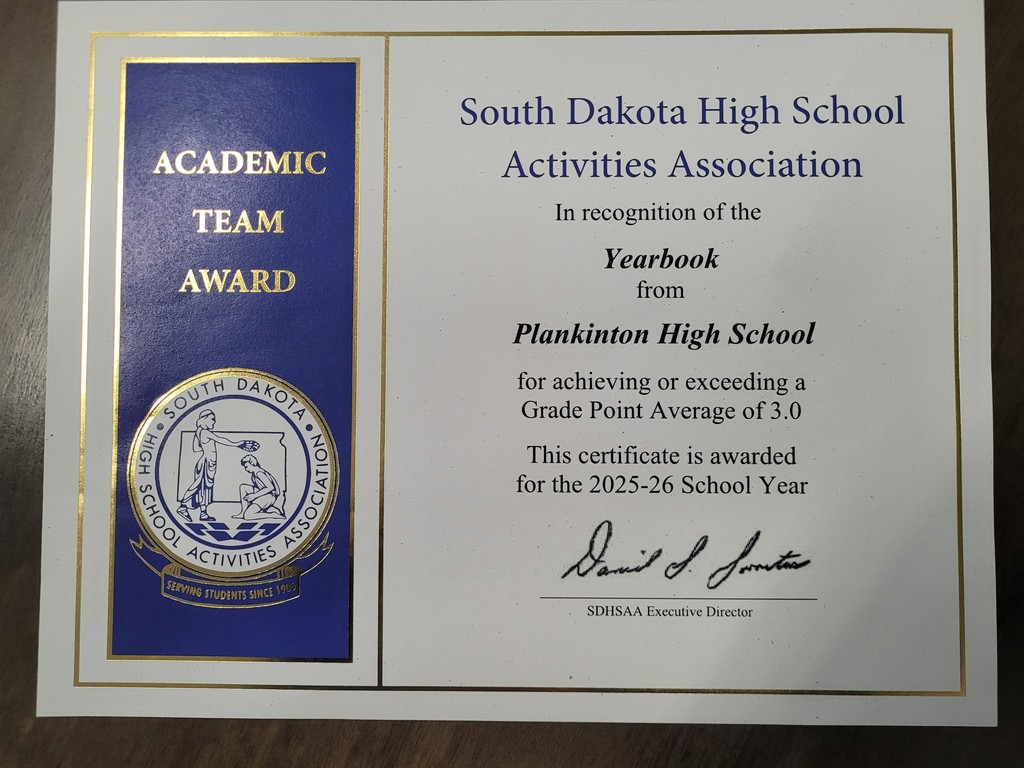 ACADEMIC
TEAM
AWARD
HIGH SCHOOL • SOUTH DAKOTA • ACTIVITIES ASSOCIATION
SERVING STUDENTS SINCE 1905
South Dakota High School
Activities Association
In recognition of the
Yearbook
from
Plankinton High School
for achieving or exceeding a
Grade Point Average of 3.0
This certificate is awarded
for the 2025-26 School Year
Daniel S.
SDHSAA Executive Director